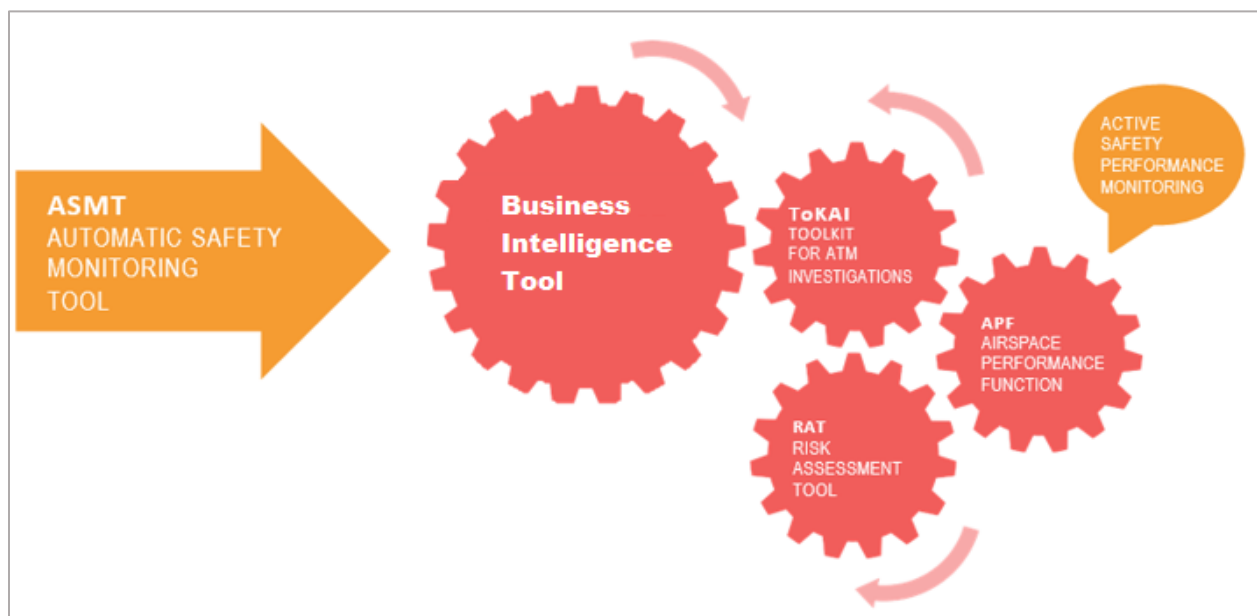 ASMT
AUTOMATIC SAFETY
MONITORING
TOOL
Business
Intelligence
Tool
ToKAI
TOOLKIT
FOR ATM
INVESTIGATIONS
RAT
RISK
ASSESSMENT
TOOL
APF
AIRSPACE
PERFORMANCE
FUNCTION
ACTIVE
SAFETY
PERFORMANCE
MONITORING